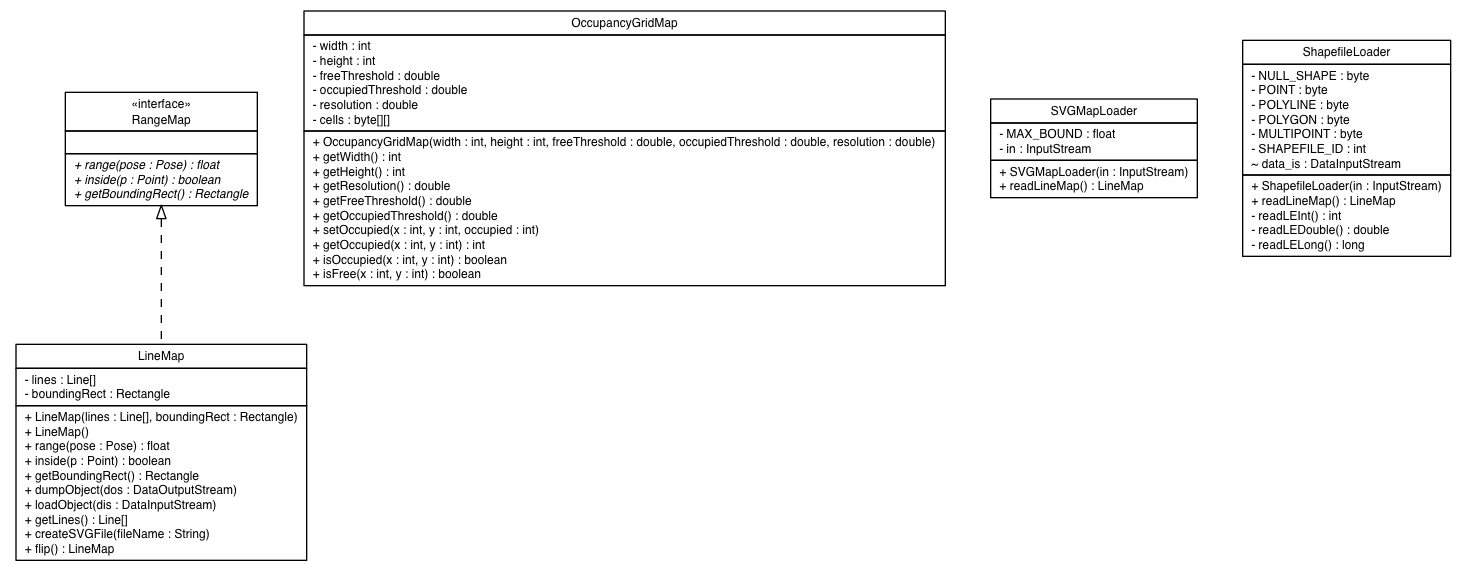 «interface»
RangeMap
+ range(pose : Pose) : float
+ inside(p : Point) : boolean
+ getBoundingRect() : Rectangle
LineMap
- lines : Line[]
- boundingRect : Rectangle
+ LineMap(lines : Line[], boundingRect : Rectangle)
+ LineMap()
+ range(pose : Pose) : float
+ inside(p : Point) : boolean
+ getBoundingRect() : Rectangle
+ dumpObject(dos : DataOutputStream)
+ loadObject(dis : DataInputStream)
+ getLines() : Line[]
+ createSVGFile(fileName : String)
+ flip() : LineMap
OccupancyGridMap
- width : int
- height : int
- freeThreshold : double
- occupiedThreshold : double
- resolution : double
- cells : byte[][]
+ OccupancyGridMap(width : int, height : int, freeThreshold : double, occupiedThreshold : double, resolution : double)
+ getWidth() : int
+ getHeight() : int
+ getResolution() : double
+ getFreeThreshold() : double
+ getOccupiedThreshold() : double
+ setOccupied(x : int, y : int, occupied : int)
+ getOccupied(x : int, y : int) : int
+ isOccupied(x : int, y : int) : boolean
+ isFree(x : int, y : int) : boolean
SVGMapLoader
- MAX_BOUND : float
- in : InputStream
+ SVGMapLoader(in : InputStream)
+ readLineMap() : LineMap
ShapefileLoader
- NULL_SHAPE : byte
- POINT : byte
- POLYLINE : byte
- POLYGON : byte
- MULTIPOINT : byte
- SHAPEFILE_ID : int
~ data_is : DataInputStream
+ ShapefileLoader(in : InputStream)
+ readLineMap() : LineMap
- readLEInt() : int
- readLEDouble() : double
- readLELong() : long